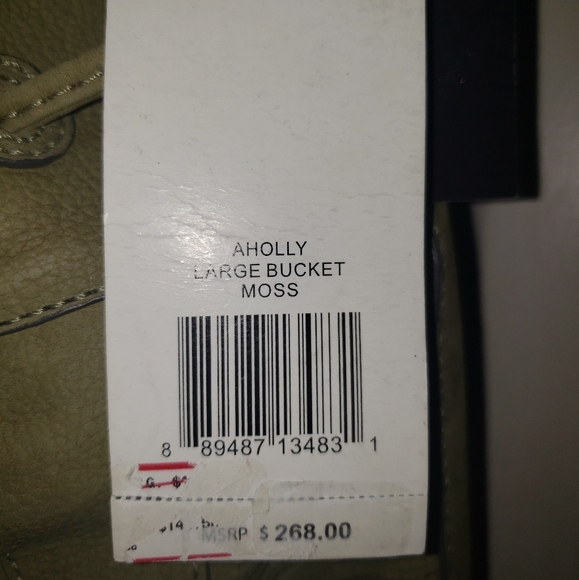 AHOLLY
LARGE BUCKET
MOSS
8 89487 13483 1
MSRP $ 268.00